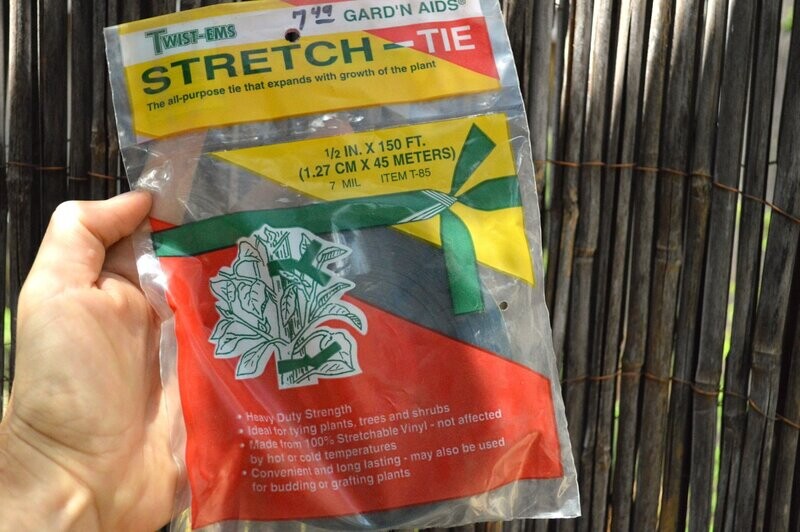 7 49
TWIST-EMS GARD'N AIDS®
STRETCH-TIE
The all-purpose tie that expands with growth of the plant
1/2 IN. X 150 FT.
(1.27 CM X 45 METERS)
7 MIL ITEM T-85
• Heavy Duty Strength
• Ideal for tying plants, trees and shrubs
• Made from 100% Stretchable Vinyl - not affected
by hot or cold temperatures
• Convenient and long lasting - may also be used
for budding or grafting plants